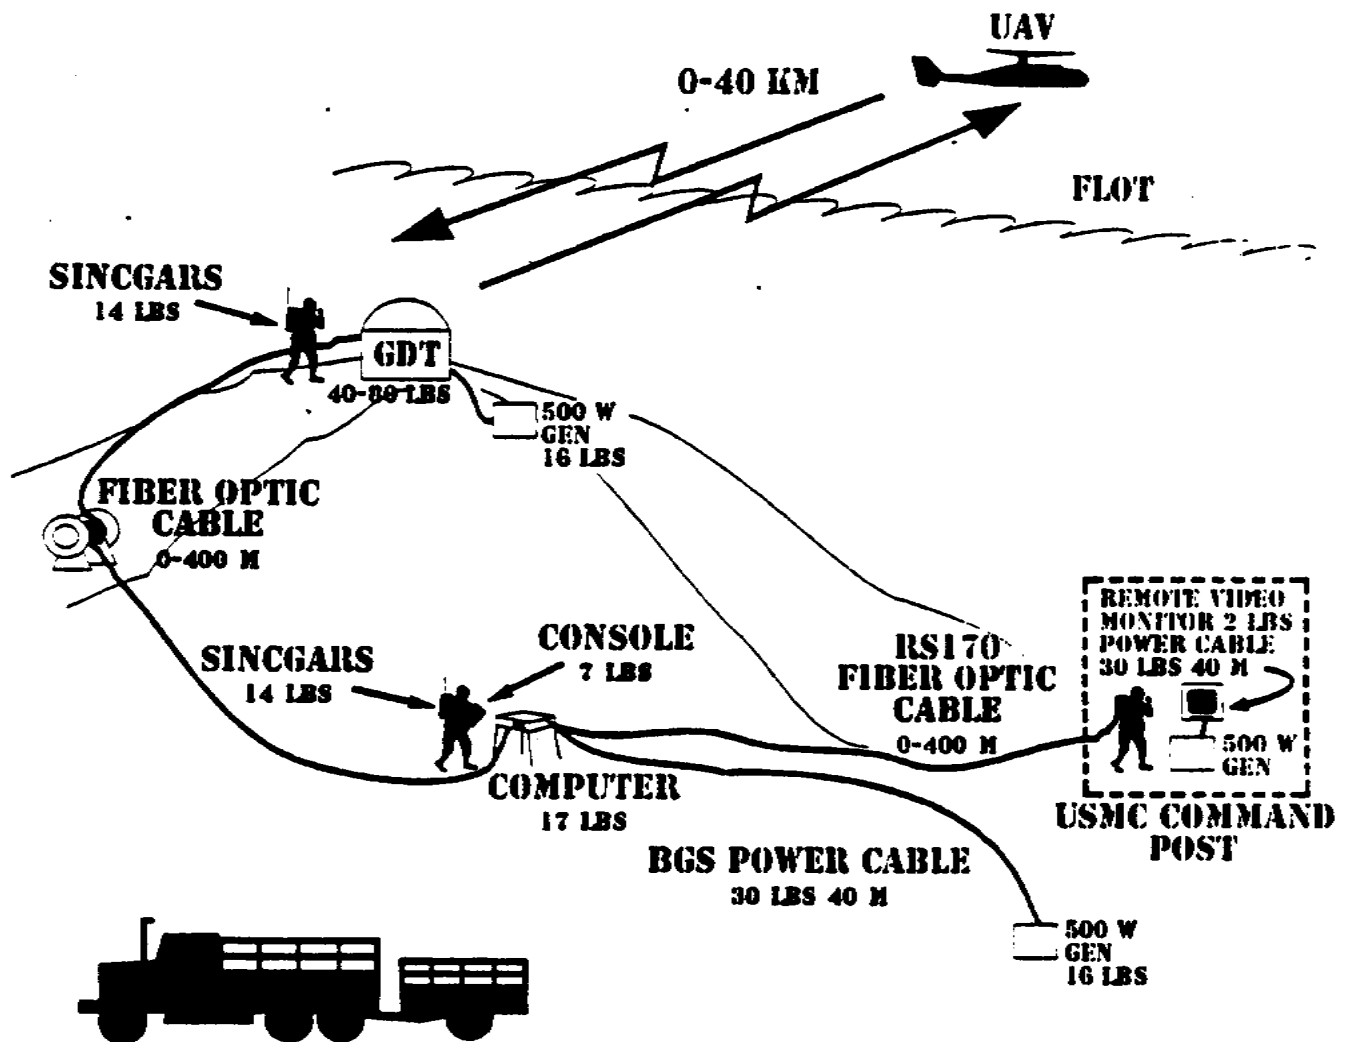 UAV
0-40 KM
FLOT
SINCGARS
14 LBS
GDT
40-80 LBS
500 W
GEN
16 LBS
FIBER OPTIC
CABLE
0-400 M
SINCGARS
14 LBS
CONSOLE
7 LBS
COMPUTER
17 LBS
RS170
FIBER OPTIC
CABLE
0-400 M
REMOTE VIDEO
MONITOR 2 LBS
POWER CABLE
30 LBS 40 M
500 W
GEN
USMC COMMAND
POST
BGS POWER CABLE
30 LBS 40 M
500 W
GEN
16 LBS